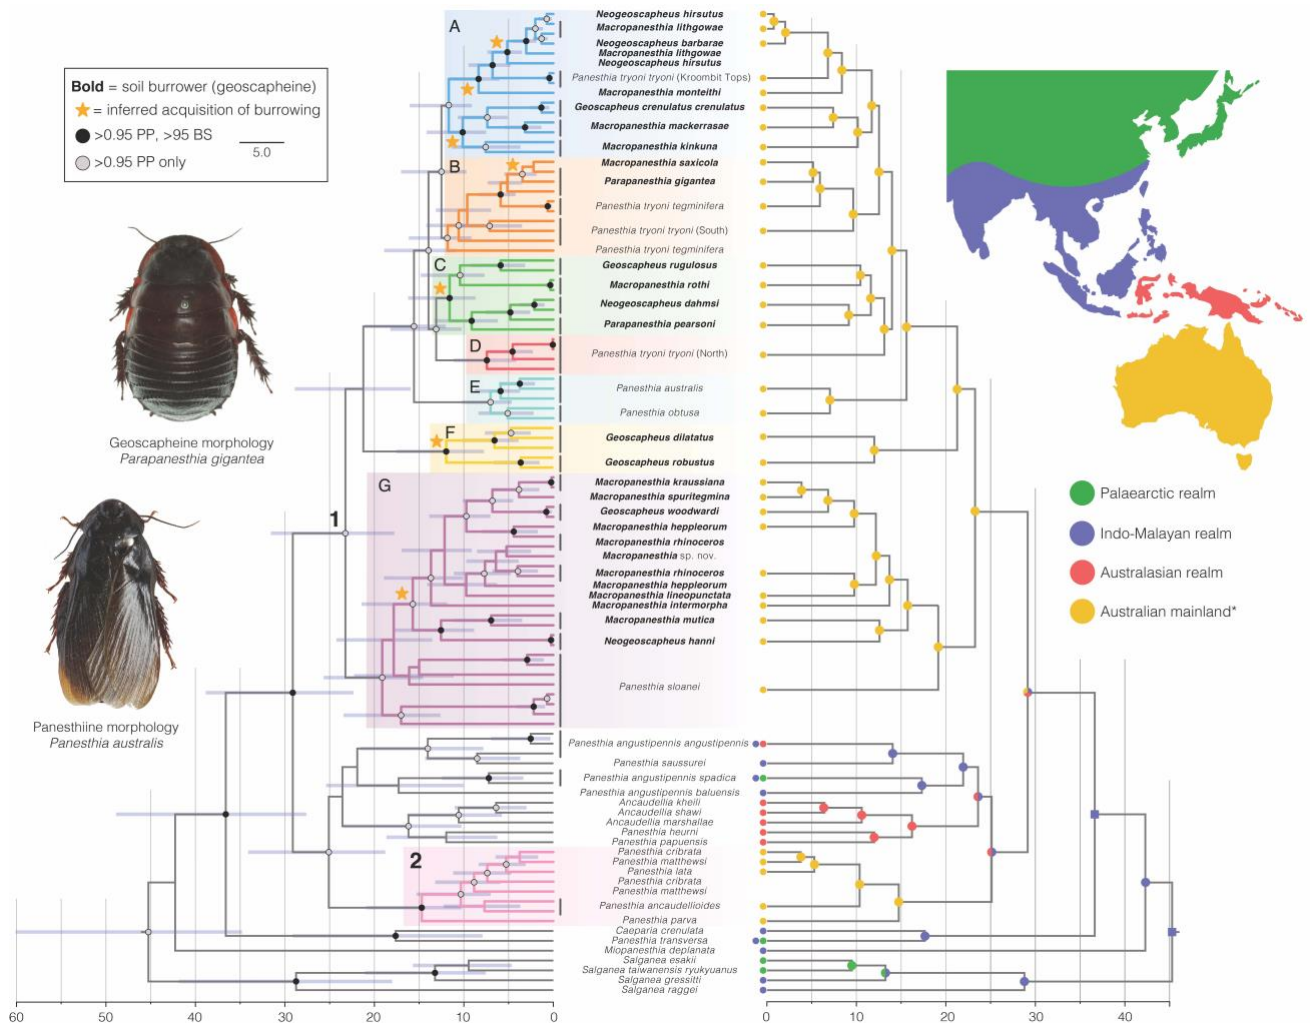 Bold = soil burrower (geoscapheine)
= inferred acquisition of burrowing
>0.95 PP, >95 BS
>0.95 PP only
5.0
Geoscapheine morphology
Parapanesthia gigantea
Panesthiine morphology
Panesthia australis
A
B
C
D
E
F
G
1
2
Neogeoscapheus hirsutus
Macropanesthia lithgowae
Neogeoscapheus barbarae
Macropanesthia lithgowae
Neogeoscapheus hirsutus
Panesthia tryoni tryoni (Kroombit Tops)
Macropanesthia monteithi
Geoscapheus crenulatus crenulatus
Macropanesthia mackerrasae
Macropanesthia kinkuna
Macropanesthia saxicola
Parapanesthia gigantea
Panesthia tryoni tegminifera
Panesthia tryoni tryoni (South)
Panesthia tryoni tegminifera
Geoscapheus rugulosus
Macropanesthia rothi
Neogeoscapheus dahmsi
Parapanesthia pearsoni
Panesthia tryoni tryoni (North)
Panesthia australis
Panesthia obtusa
Geoscapheus dilatatus
Geoscapheus robustus
Macropanesthia kraussiana
Macropanesthia spuritegmina
Geoscapheus woodwardi
Macropanesthia heppleorum
Macropanesthia rhinoceros
Macropanesthia sp. nov.
Macropanesthia rhinoceros
Macropanesthia heppleorum
Macropanesthia lineopunctata
Macropanesthia intermorpha
Macropanesthia mutica
Neogeoscapheus hanni
Panesthia sloanei
Panesthia angustipennis angustipennis
Panesthia saussurei
Panesthia angustipennis spadica
Panesthia angustipennis baluensis
Ancaudellia kheili
Ancaudellia shawi
Ancaudellia marshallae
Panesthia heurni
Panesthia papuensis
Panesthia cribrata
Panesthia matthewsi
Panesthia lata
Panesthia cribrata
Panesthia matthewsi
Panesthia ancaudellioides
Panesthia parva
Caeparia crenulata
Panesthia transversa
Miopanesthia deplanata
Salganea esakii
Salganea taiwanensis ryukyuanus
Salganea gressitti
Salganea raggei
Palaearctic realm
Indo-Malayan realm
Australasian realm
Australian mainland*
60 50 40 30 20 10 0
0 10 20 30 40